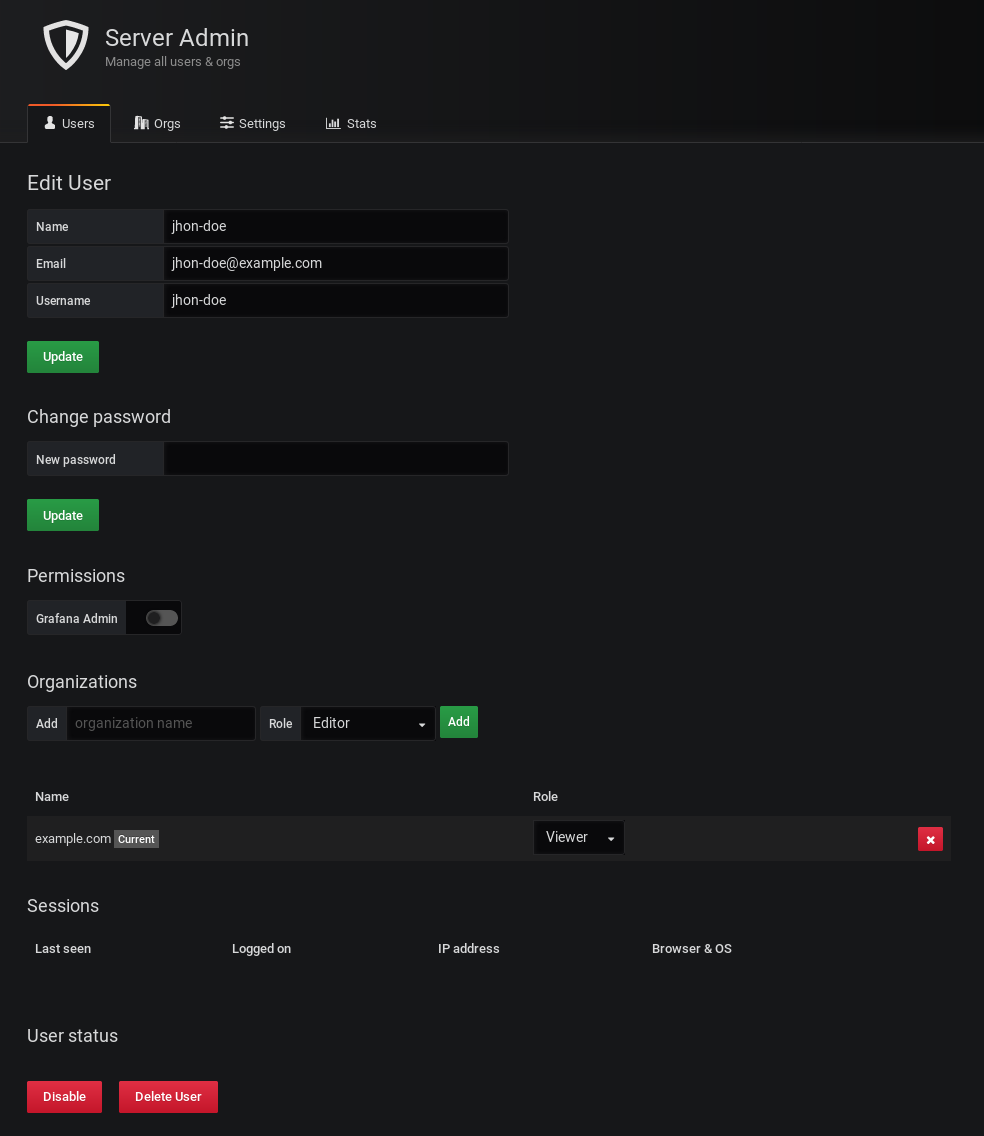 Server Admin
Manage all users & orgs
Users Orgs Settings Stats
Edit User
Name jhon-doe
Email jhon-doe@example.com
Username jhon-doe
Update
Change password
New password
Update
Permissions
Grafana Admin
Organizations
Add organization name Role Editor Add
Name Role
example.com Current Viewer
Sessions
Last seen Logged on IP address Browser & OS
User status
Disable Delete User